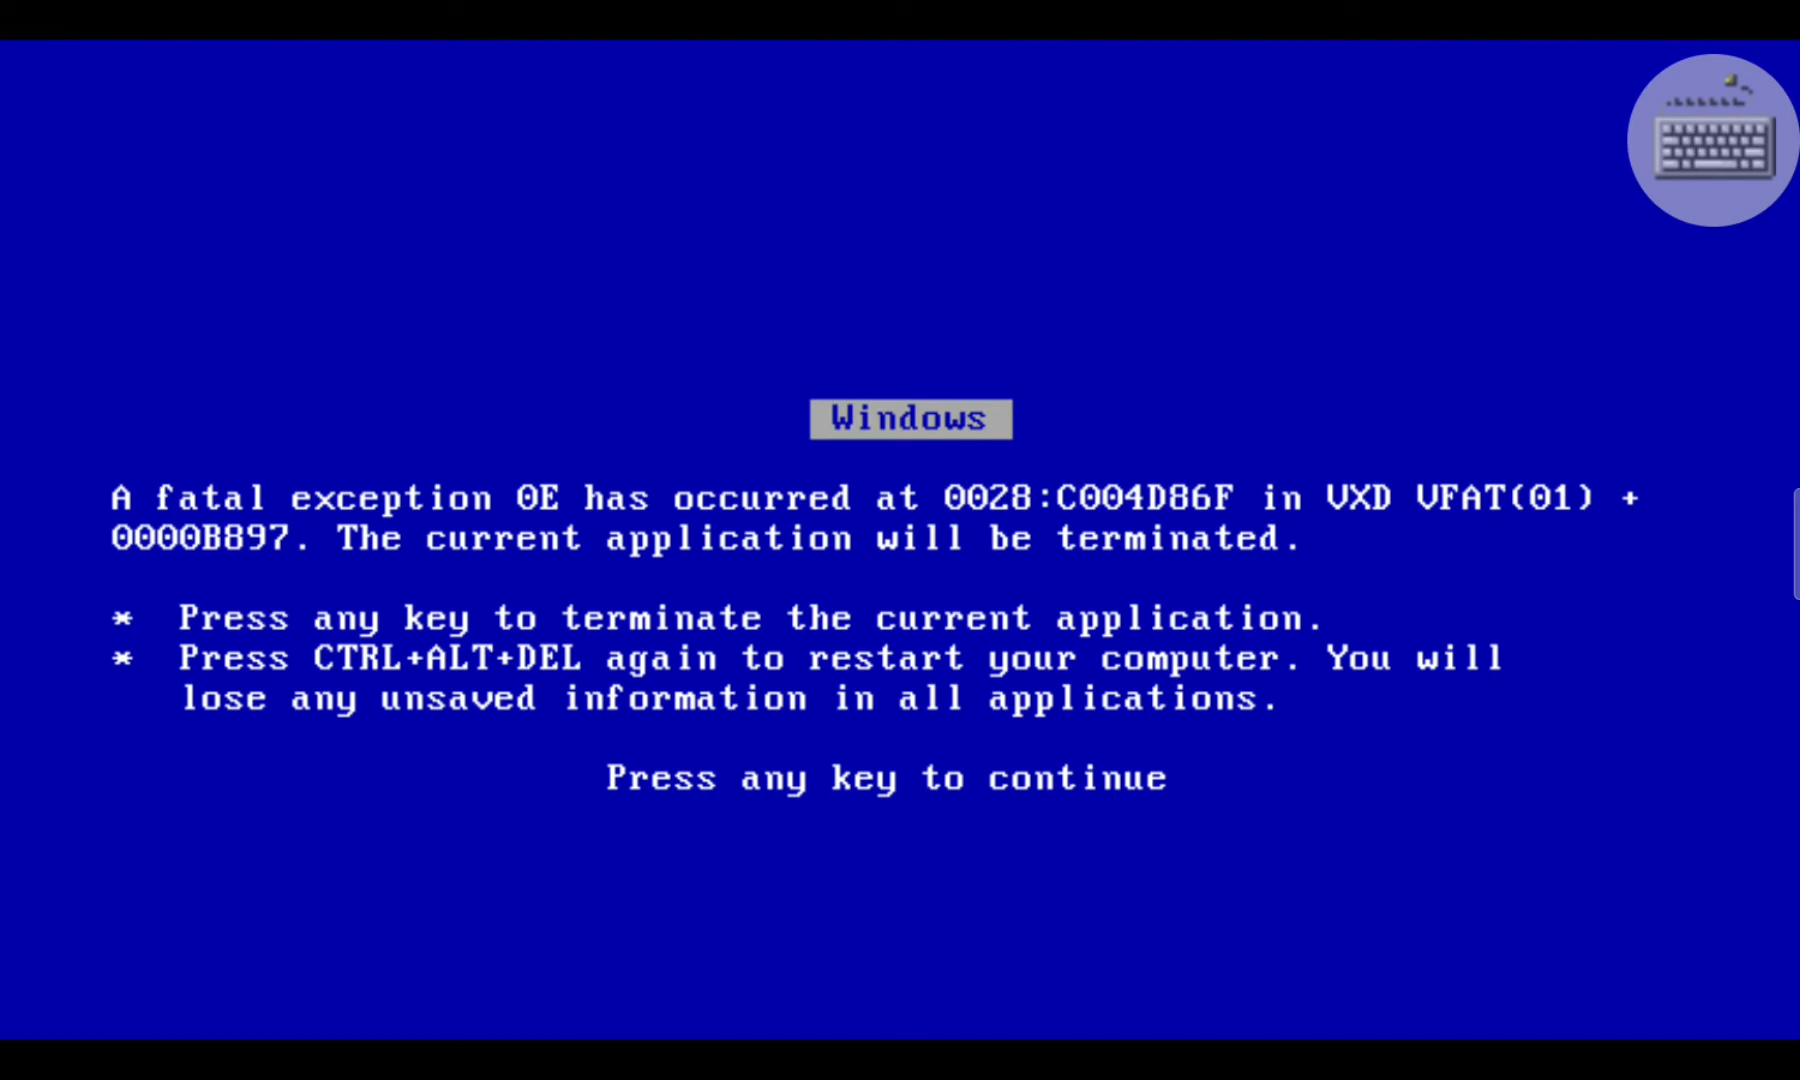 Windows
A fatal exception 0E has occurred at 0028:C004D86F in VXD VFAT(01) +
0000B897. The current application will be terminated.
* Press any key to terminate the current application.
* Press CTRL+ALT+DEL again to restart your computer. You will
lose any unsaved information in all applications.
Press any key to continue